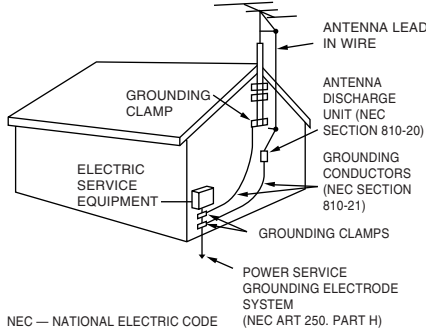 ANTENNA LEAD
IN WIRE
ANTENNA
DISCHARGE
UNIT (NEC
SECTION 810-20)
GROUNDING
CLAMP
GROUNDING
CONDUCTORS
(NEC SECTION
810-21)
ELECTRIC
SERVICE
EQUIPMENT
GROUNDING CLAMPS
POWER SERVICE
GROUNDING ELECTRODE
SYSTEM
(NEC ART 250. PART H)
NEC — NATIONAL ELECTRIC CODE